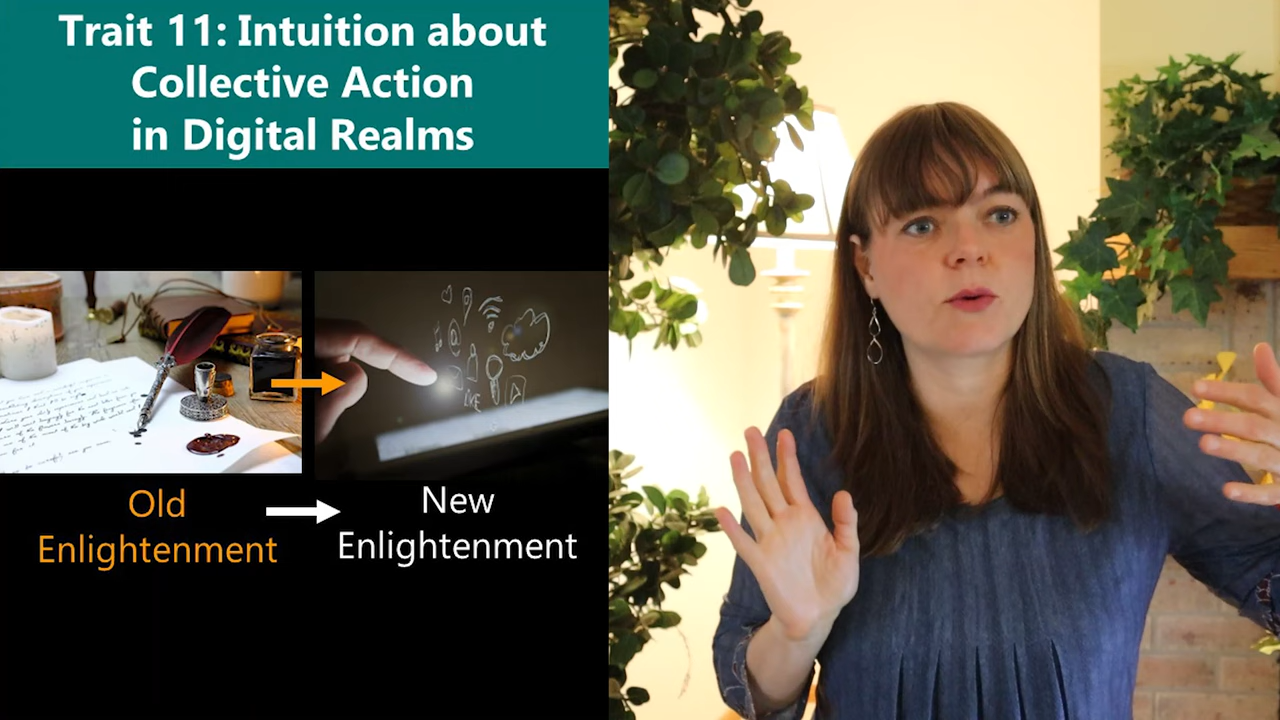 Trait 11: Intuition about
Collective Action
in Digital Realms
Old
Enlightenment
New
Enlightenment